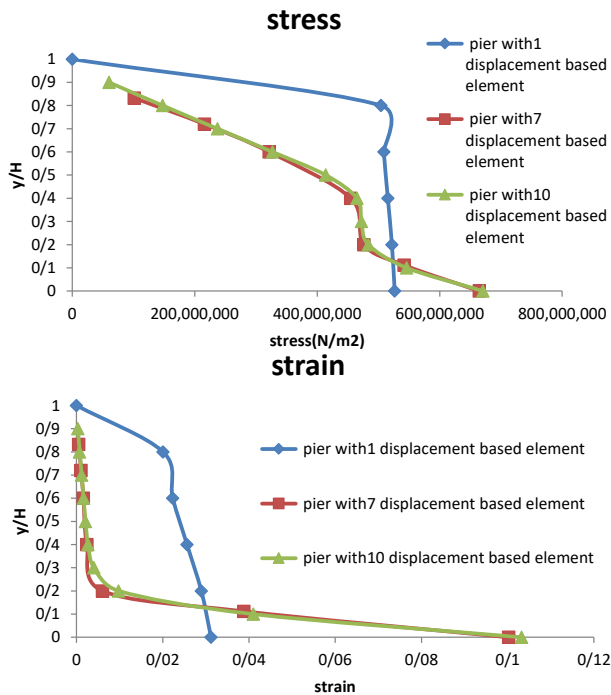 stress
pier with1
displacement based
element
pier with7
displacement based
element
pier with10
displacement based
element
y/H
1
0/9
0/8
0/7
0/6
0/5
0/4
0/3
0/2
0/1
0
0
200,000,000
400,000,000
600,000,000
800,000,000
stress(N/m2)
strain
pier with1 displacement based element
pier with7 displacement based element
pier with10 displacement based element
y/H
1
0/9
0/8
0/7
0/6
0/5
0/4
0/3
0/2
0/1
0
0
0/02
0/04
0/06
0/08
0/1
0/12
strain